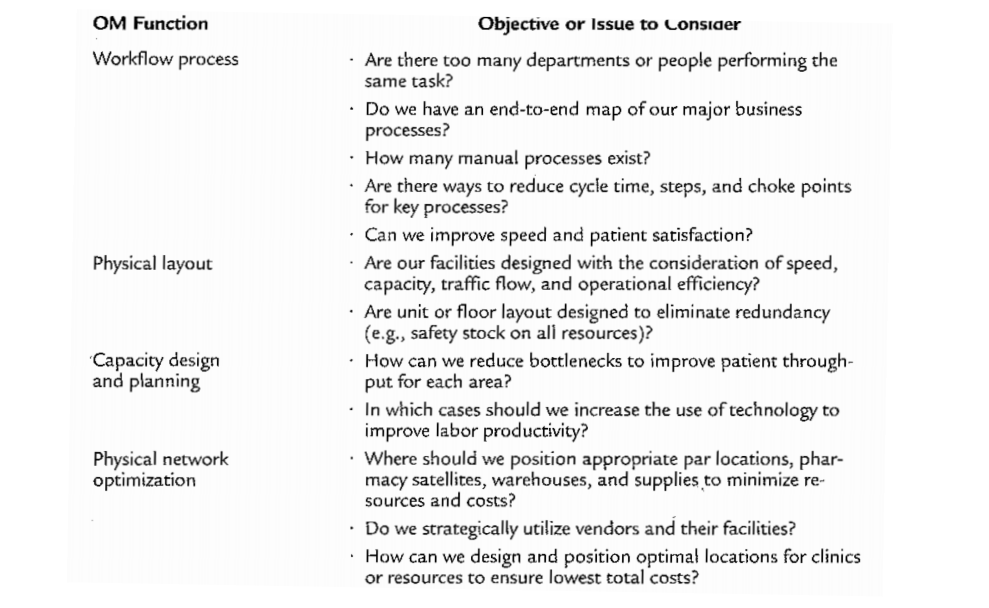 OM Function Objective or Issue to Consider
Workflow process · Are there too many departments or people performing the
same task?
· Do we have an end-to-end map of our major business
processes?
· How many manual processes exist?
· Are there ways to reduce cycle time, steps, and choke points
for key processes?
· Can we improve speed and patient satisfaction?
Physical layout · Are our facilities designed with the consideration of speed,
capacity, traffic flow, and operational efficiency?
· Are unit or floor layout designed to eliminate redundancy
(e.g., safety stock on all resources)?
Capacity design · How can we reduce bottlenecks to improve patient through-
and planning put for each area?
· In which cases should we increase the use of technology to
improve labor productivity?
Physical network · Where should we position appropriate par locations, phar-
optimization macy satellites, warehouses, and supplies to minimize re-
sources and costs?
· Do we strategically utilize vendors and their facilities?
· How can we design and position optimal locations for clinics
or resources to ensure lowest total costs?